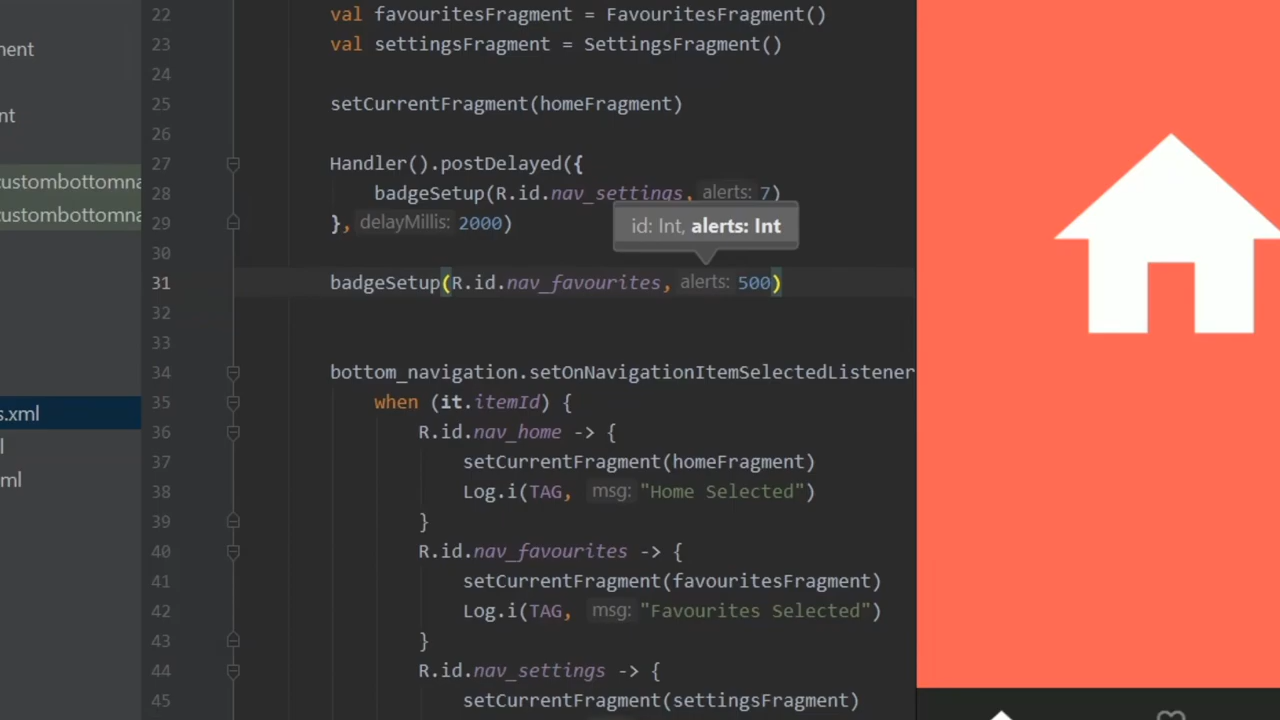 ment
nt
custombottomna
custombottomna
s.xml
l
ml
22 val favouritesFragment = FavouritesFragment()
23 val settingsFragment = SettingsFragment()
24
25 setCurrentFragment(homeFragment)
26
27 Handler().postDelayed({
28 badgeSetup(R.id.nav_settings, alerts: 7)
29 }, delayMillis: 2000)
id: Int, alerts: Int
30
31 badgeSetup(R.id.nav_favourites, alerts: 500)
32
33
34 bottom_navigation.setOnNavigationItemSelectedListener
35 when (it.itemId) {
36 R.id.nav_home -> {
37 setCurrentFragment(homeFragment)
38 Log.i(TAG, msg: "Home Selected")
39 }
40 R.id.nav_favourites -> {
41 setCurrentFragment(favouritesFragment)
42 Log.i(TAG, msg: "Favourites Selected")
43 }
44 R.id.nav_settings -> {
45 setCurrentFragment(settingsFragment)